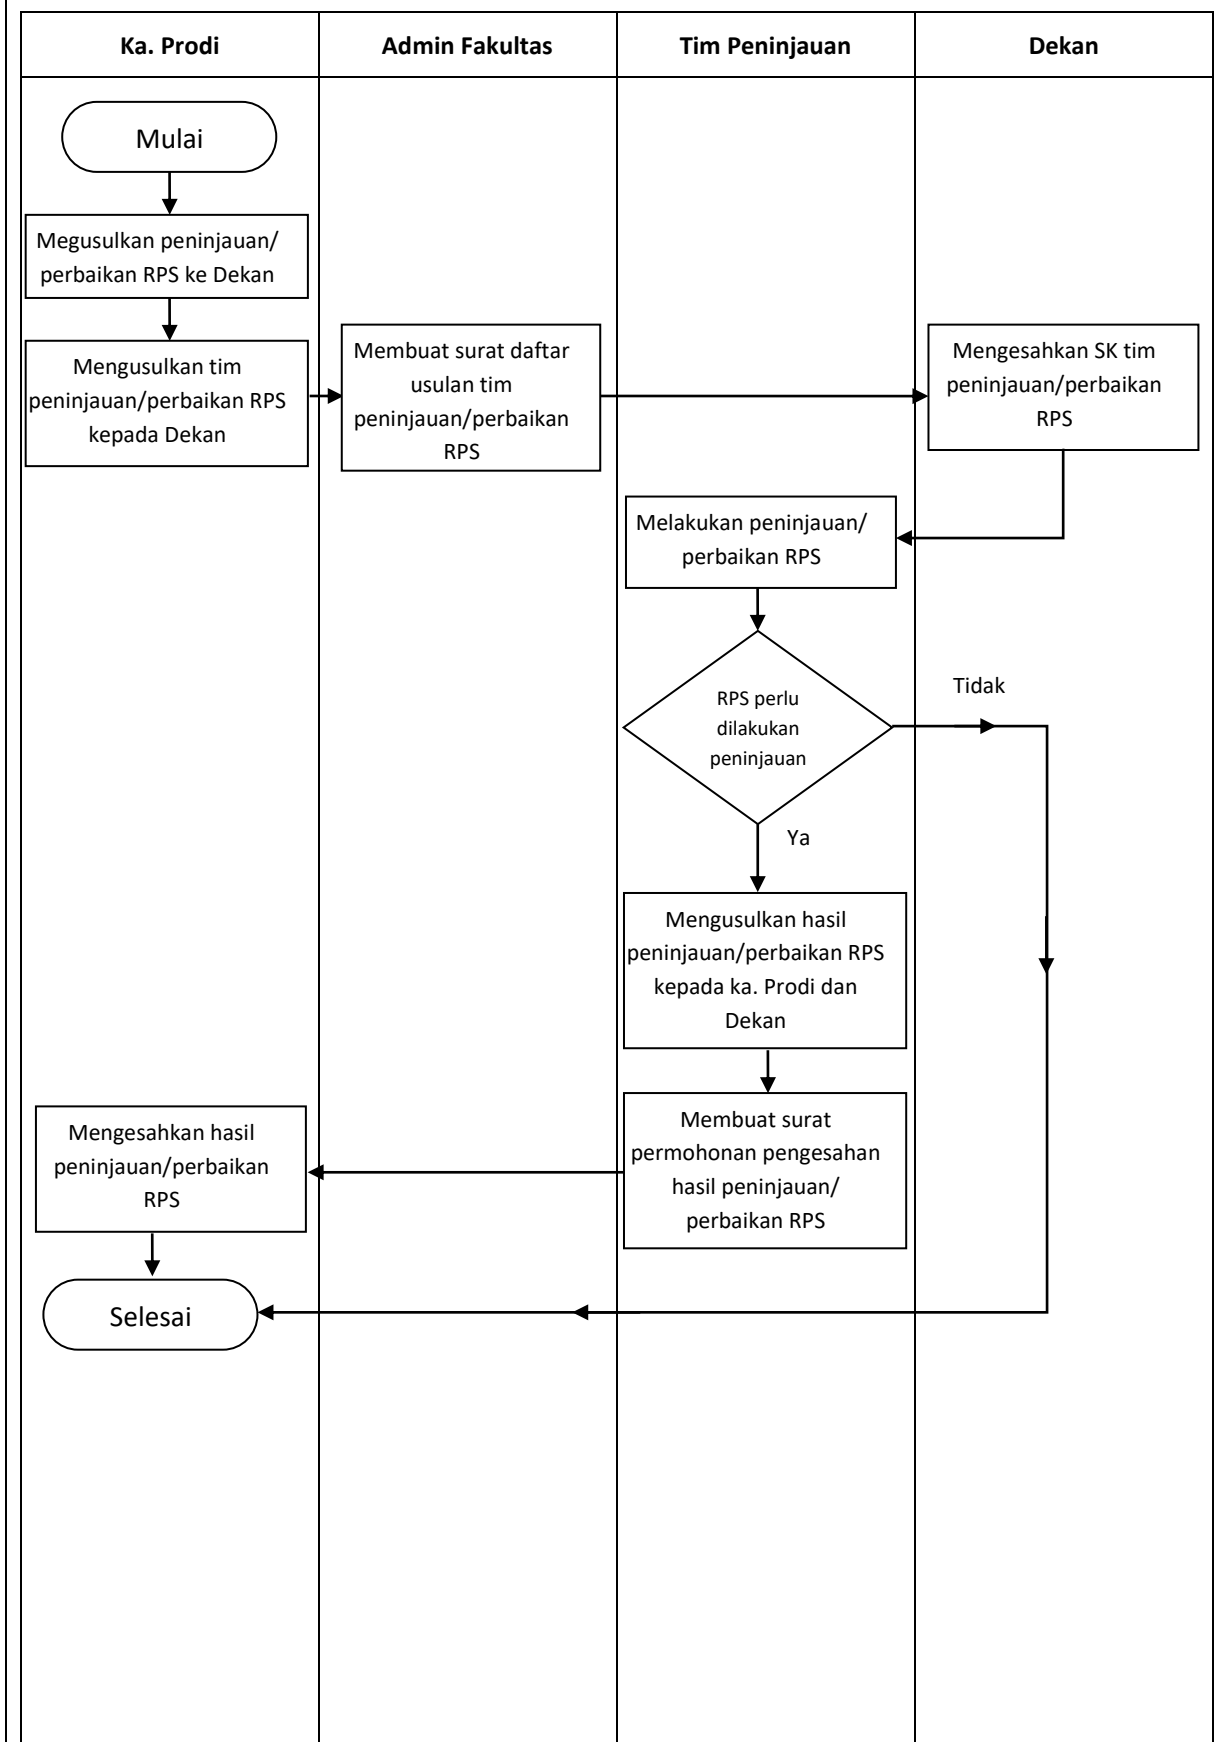 Ka. Prodi
Admin Fakultas
Tim Peninjauan
Dekan
Mulai
Megusulkan peninjauan/
perbaikan RPS ke Dekan
Mengusulkan tim
peninjauan/perbaikan RPS
kepada Dekan
Membuat surat daftar
usulan tim
peninjauan/perbaikan
RPS
Mengesahkan SK tim
peninjauan/perbaikan
RPS
Melakukan peninjauan/
perbaikan RPS
RPS perlu
dilakukan
peninjauan
Tidak
Ya
Mengusulkan hasil
peninjauan/perbaikan RPS
kepada ka. Prodi dan
Dekan
Membuat surat
permohonan pengesahan
hasil peninjauan/
perbaikan RPS
Mengesahkan hasil
peninjauan/perbaikan
RPS
Selesai